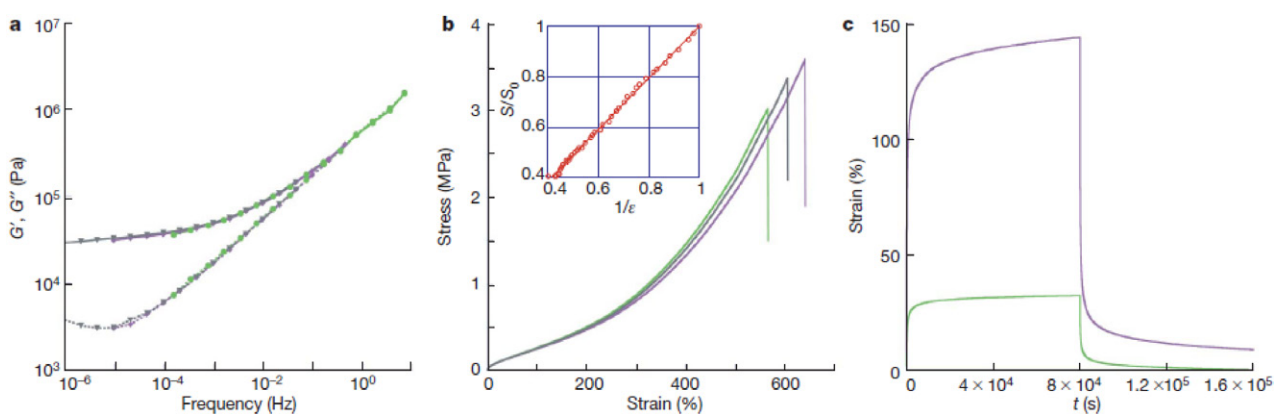 a
10⁷
10⁶
10⁵
10⁴
10³
G′, G″ (Pa)
10⁻⁶
10⁻⁴
10⁻²
10⁰
Frequency (Hz)
b
4
3
2
1
0
Stress (MPa)
0
200
400
600
Strain (%)
1
0.8
0.6
0.4
S/S₀
0.4
0.6
0.8
1
1/ε
c
150
100
50
0
Strain (%)
0
4 × 10⁴
8 × 10⁴
1.2 ×10⁵
1.6 × 10⁵
t (s)